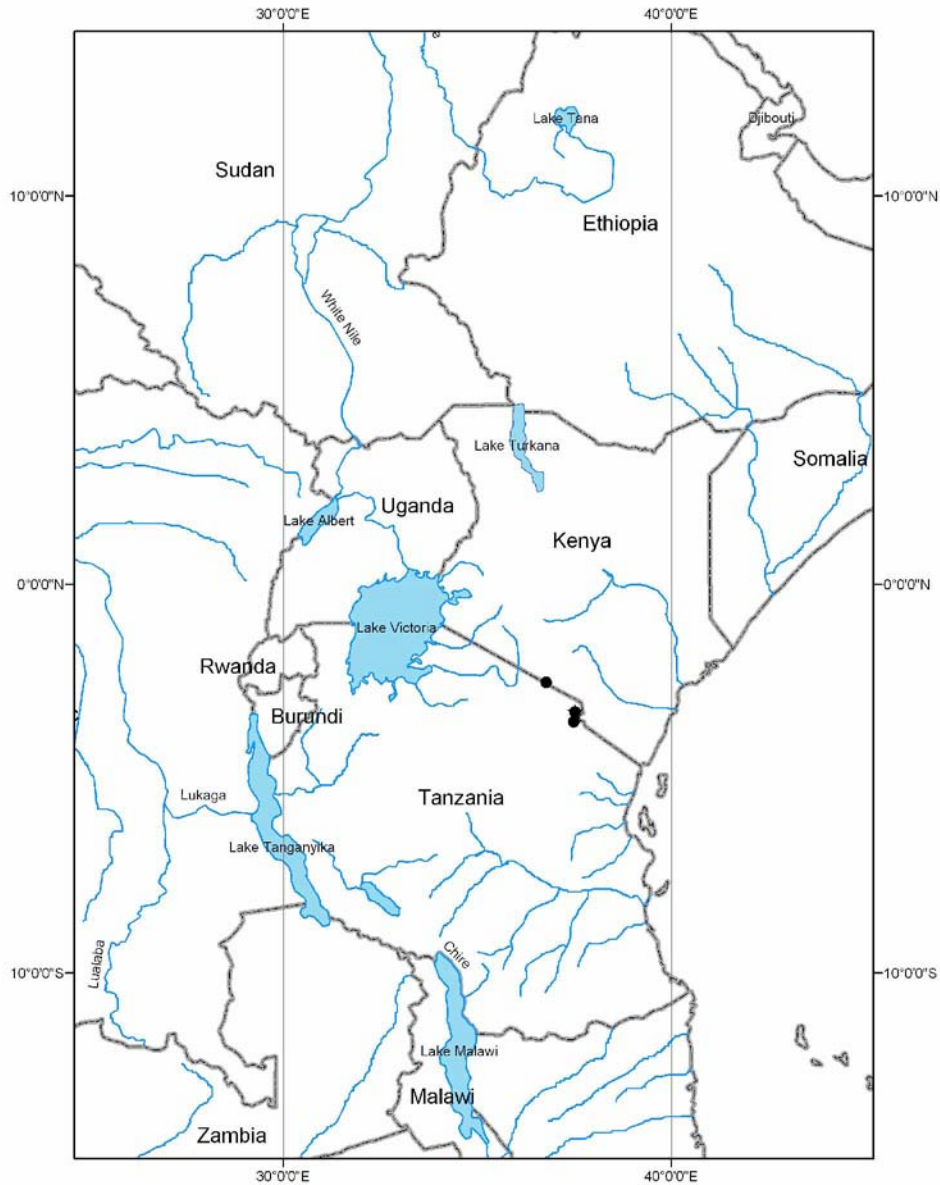 30°0'0"E 40°0'0"E
Lake Tana
Djibouti
Sudan
10°0'0"N 10°0'0"N
Ethiopia
White Nile
Lake Turkana
Somalia
Uganda
Lake Albert
Kenya
0°0'0"N 0°0'0"N
Lake Victoria
Rwanda
Burundi
Lukaga
Tanzania
Lake Tanganyika
Chire
Lualaba
10°0'0"S 10°0'0"S
Lake Malawi
Malawi
Zambia
30°0'0"E 40°0'0"E